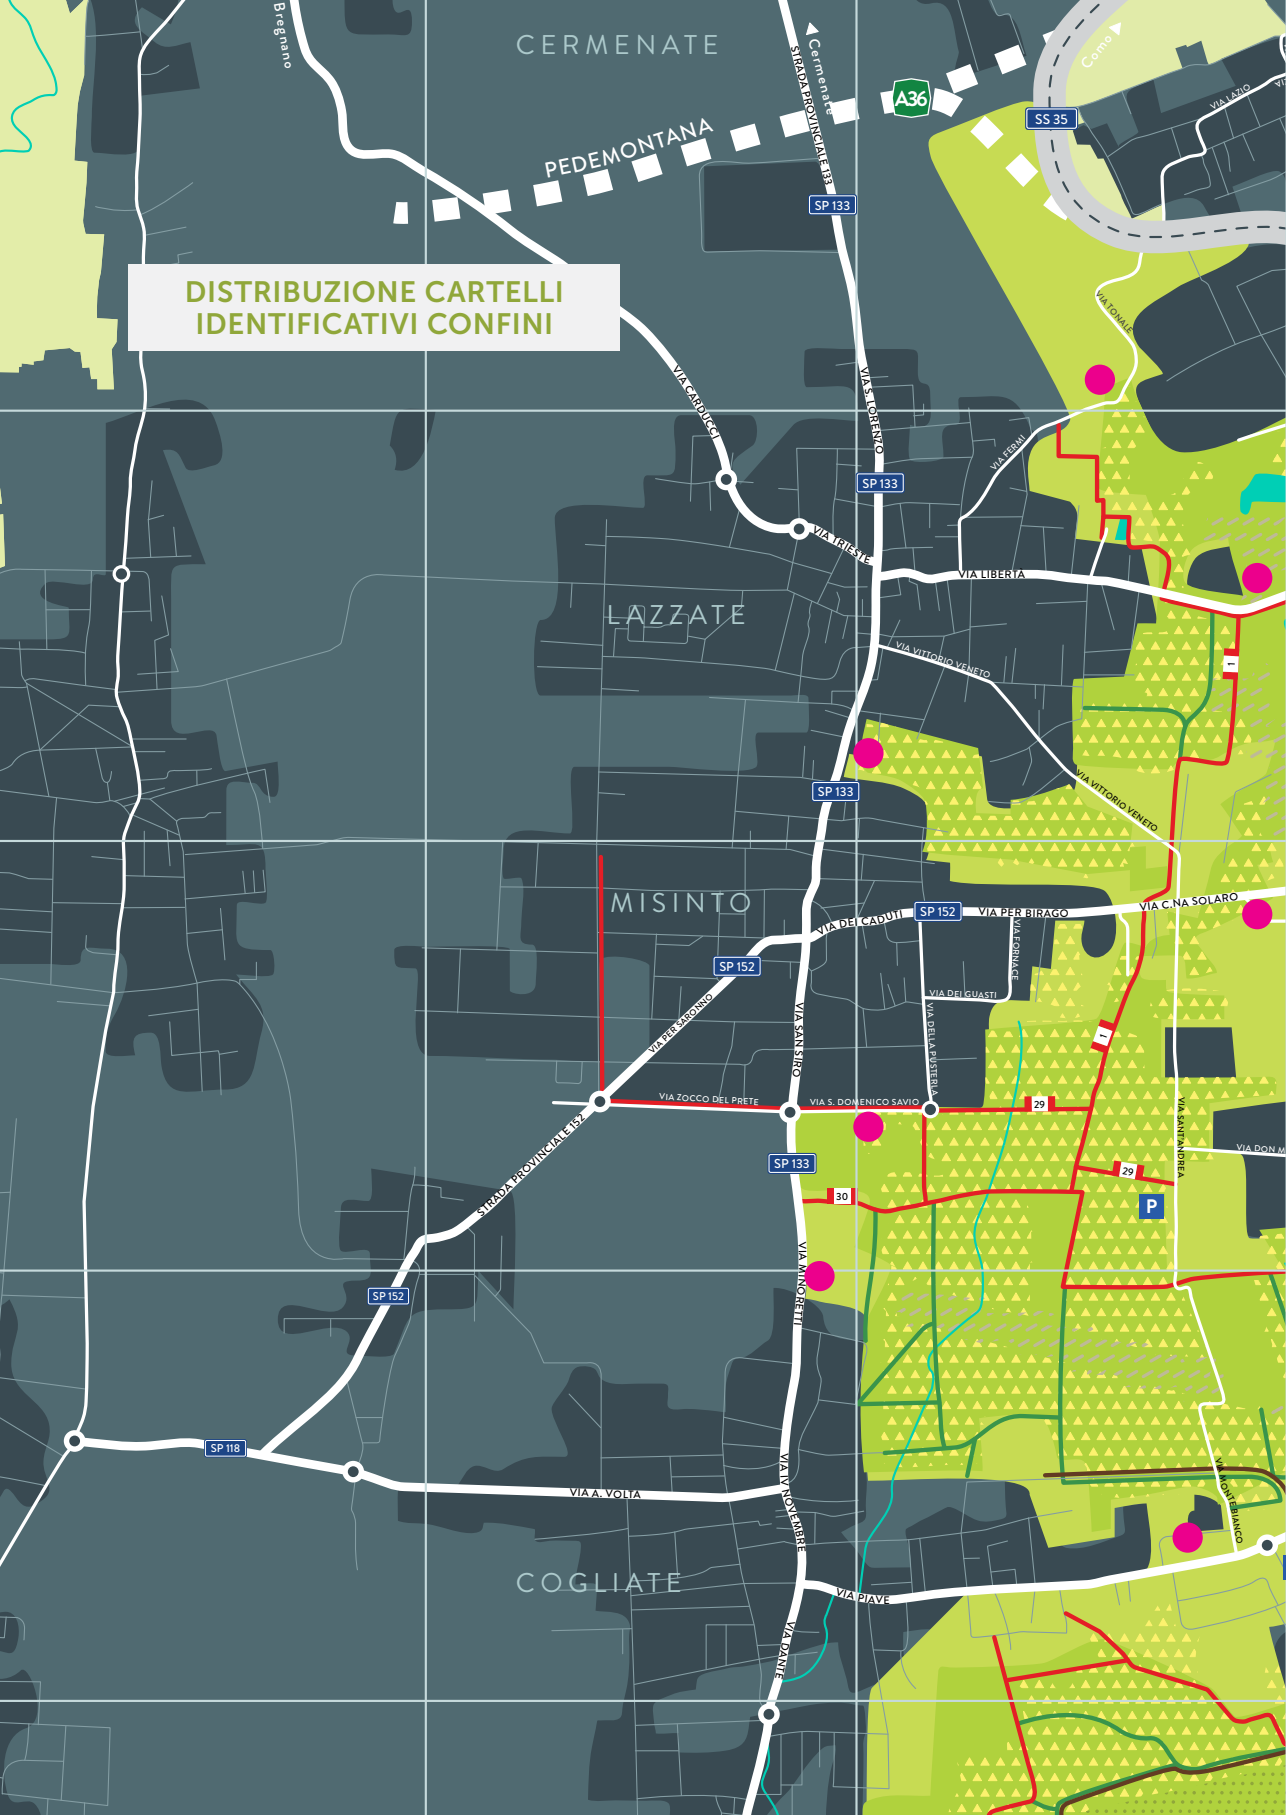 Bregnano
CERMENATE
Cermenate
STRADA PROVINCIALE 133
A36
Como
SS 35
VIA LAZIO
PEDEMONTANA
SP 133
DISTRIBUZIONE CARTELLI
IDENTIFICATIVI CONFINI
VIA TONALE
VIA CARDUCCI
VIA S. LORENZO
VIA FERMI
SP 133
VIA TRIESTE
VIA LIBERTÀ
LAZZATE
VIA VITTORIO VENETO
1
SP 133
VIA VITTORIO VENETO
MISINTO
VIA DEI CADUTI
SP 152
VIA PER BIRAGO
VIA C.NA SOLARO
VIA FORNACE
SP 152
VIA DEI GUASTI
VIA PER SARONNO
VIA SAN SIRO
VIA DELLA PUSTERLA
1
VIA ZOCCO DEL PRETE
VIA S. DOMENICO SAVIO
29
VIA SANT'ANDREA
STRADA PROVINCIALE 152
SP 133
29
VIA DON M
30
P
VIA MINORETTI
SP 152
SP 118
VIA A. VOLTA
VIA IV NOVEMBRE
VIA MONTE BIANCO
COGLIATE
VIA PIAVE
VIA DANTE